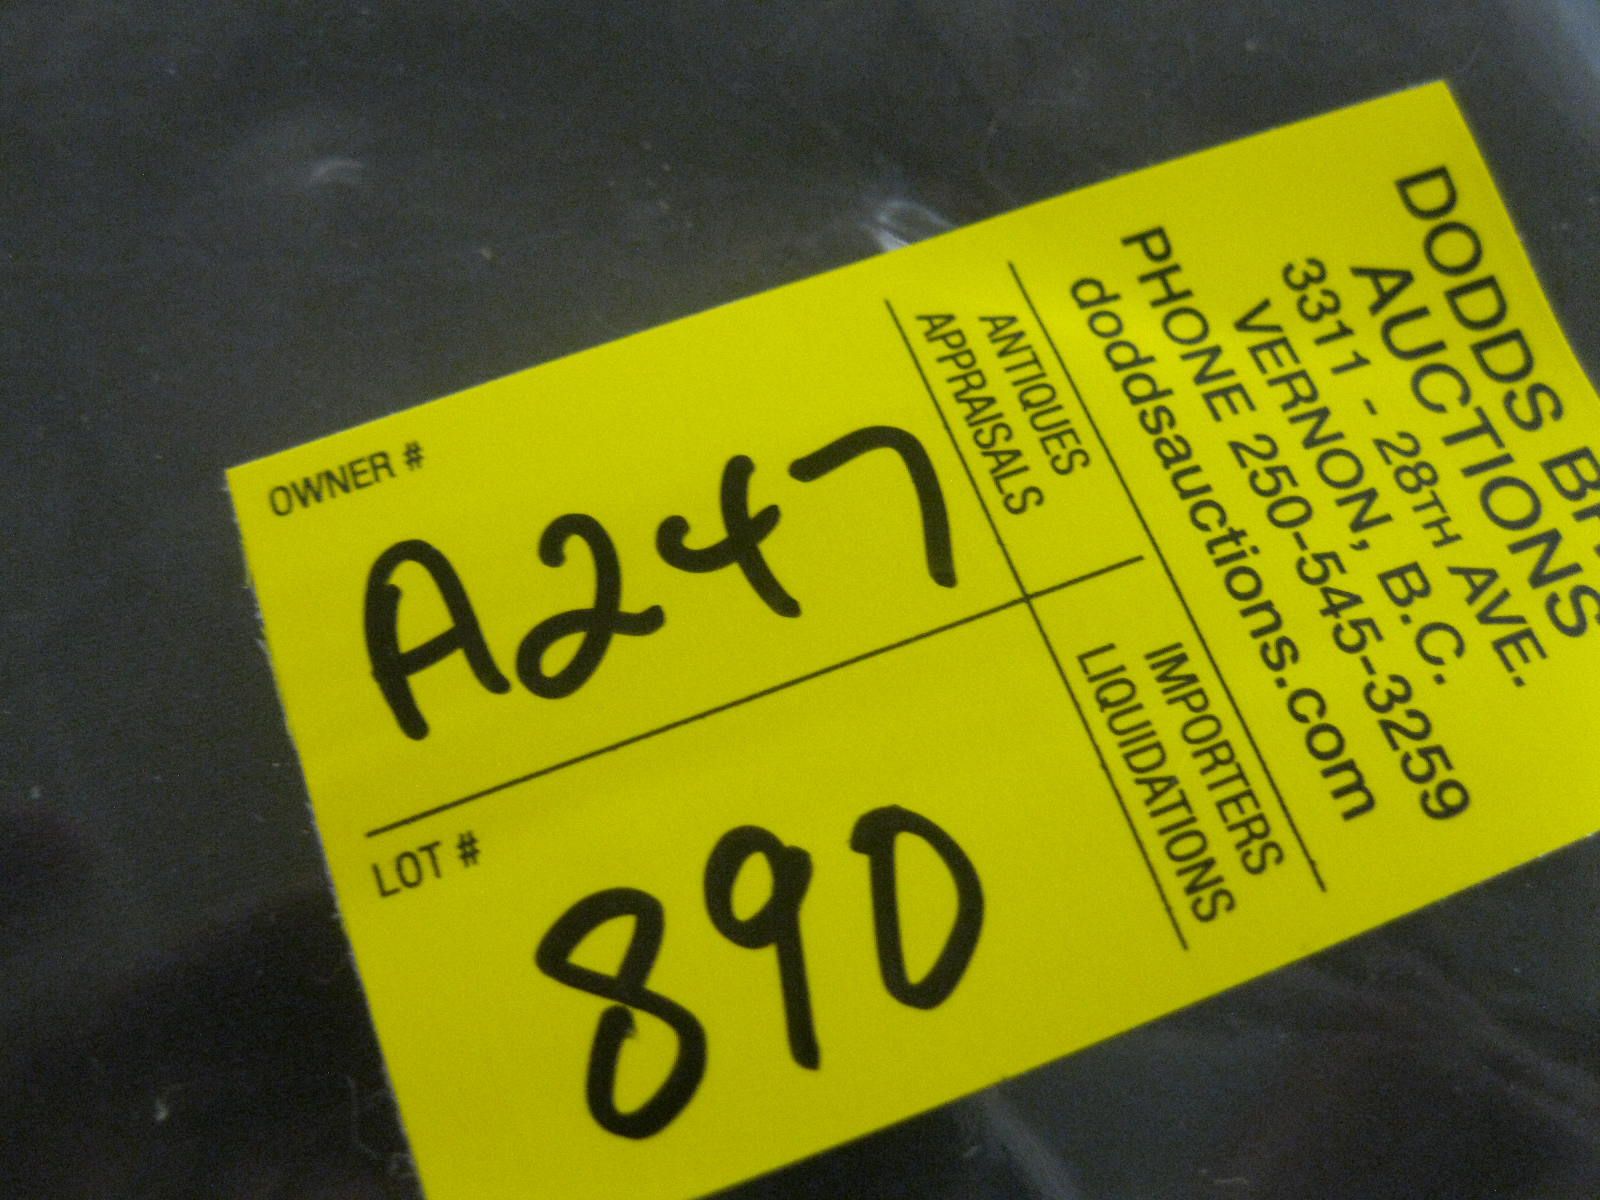 DODDS
AUCTIONS
3311 - 28TH AVE.
VERNON, B.C.
PHONE 250-545-3259
doddsauctions.com
ANTIQUES
APPRAISALS
IMPORTERS
LIQUIDATIONS
OWNER #
A247
LOT #
890